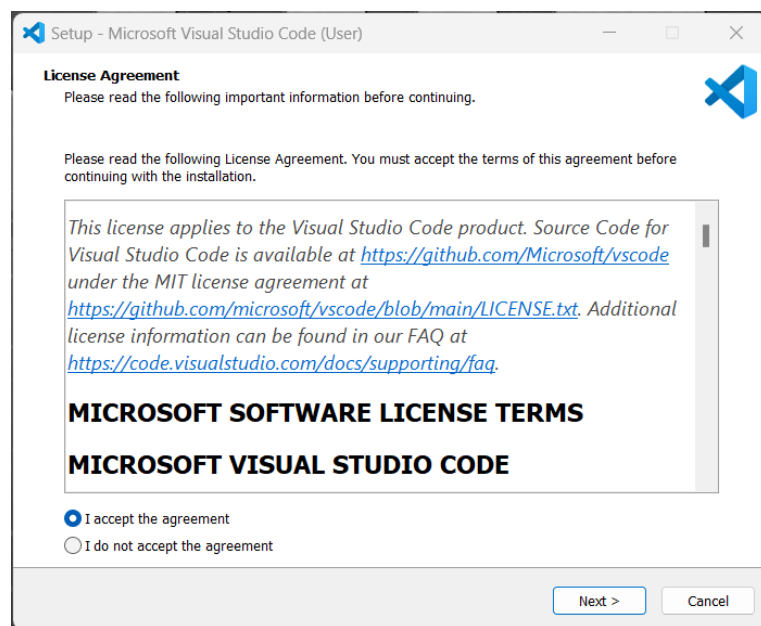 Setup - Microsoft Visual Studio Code (User)
License Agreement
Please read the following important information before continuing.
Please read the following License Agreement. You must accept the terms of this agreement before
continuing with the installation.
This license applies to the Visual Studio Code product. Source Code for
Visual Studio Code is available at https://github.com/Microsoft/vscode
under the MIT license agreement at
https://github.com/microsoft/vscode/blob/main/LICENSE.txt. Additional
license information can be found in our FAQ at
https://code.visualstudio.com/docs/supporting/faq.
MICROSOFT SOFTWARE LICENSE TERMS
MICROSOFT VISUAL STUDIO CODE
I accept the agreement
I do not accept the agreement
Next >
Cancel